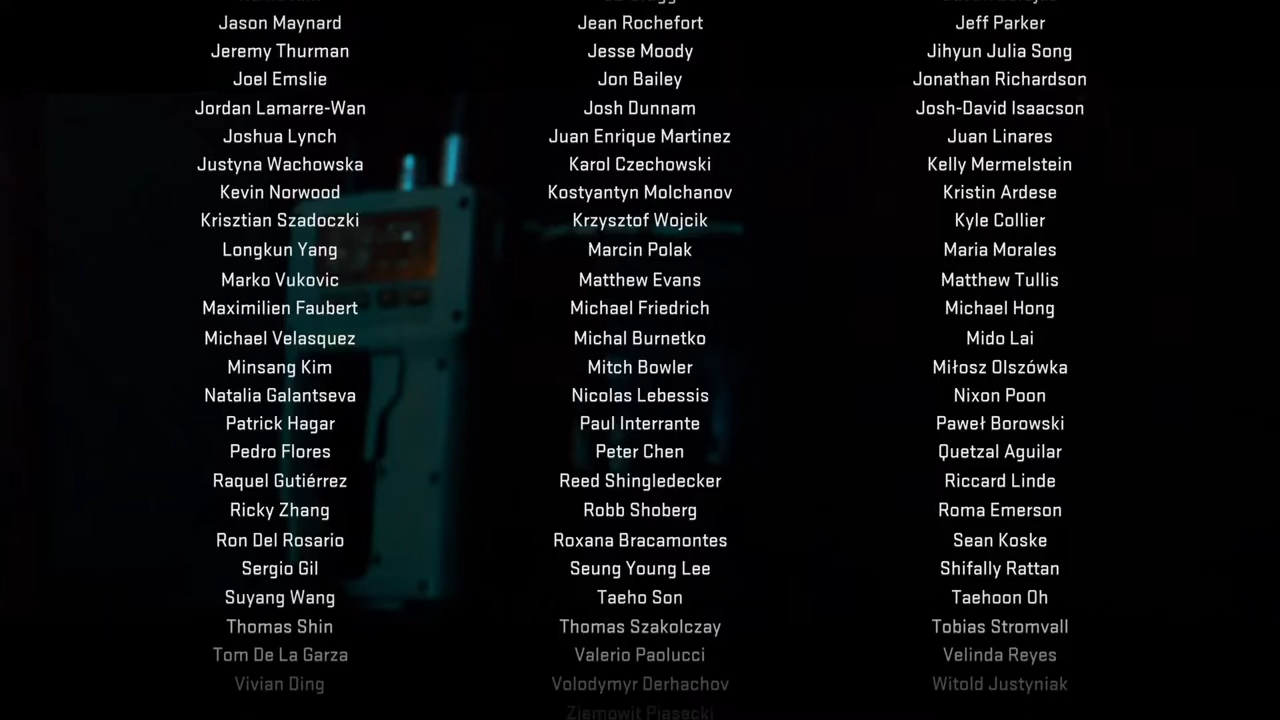 Jason Maynard Jean Rochefort Jeff Parker
Jeremy Thurman Jesse Moody Jihyun Julia Song
Joel Emslie Jon Bailey Jonathan Richardson
Jordan Lamarre-Wan Josh Dunnam Josh-David Isaacson
Joshua Lynch Juan Enrique Martinez Juan Linares
Justyna Wachowska Karol Czechowski Kelly Mermelstein
Kevin Norwood Kostyantyn Molchanov Kristin Ardese
Krisztian Szadoczki Krzysztof Wojcik Kyle Collier
Longkun Yang Marcin Polak Maria Morales
Marko Vukovic Matthew Evans Matthew Tullis
Maximilien Faubert Michael Friedrich Michael Hong
Michael Velasquez Michal Burnetko Mido Lai
Minsang Kim Mitch Bowler Miłosz Olszówka
Natalia Galantseva Nicolas Lebessis Nixon Poon
Patrick Hagar Paul Interrante Paweł Borowski
Pedro Flores Peter Chen Quetzal Aguilar
Raquel Gutiérrez Reed Shingledecker Riccard Linde
Ricky Zhang Robb Shoberg Roma Emerson
Ron Del Rosario Roxana Bracamontes Sean Koske
Sergio Gil Seung Young Lee Shifally Rattan
Suyang Wang Taeho Son Taehoon Oh
Thomas Shin Thomas Szakolczay Tobias Stromvall
Tom De La Garza Valerio Paolucci Velinda Reyes
Vivian Ding Volodymyr Derhachov Witold Justyniak
Ziemowit Piasecki